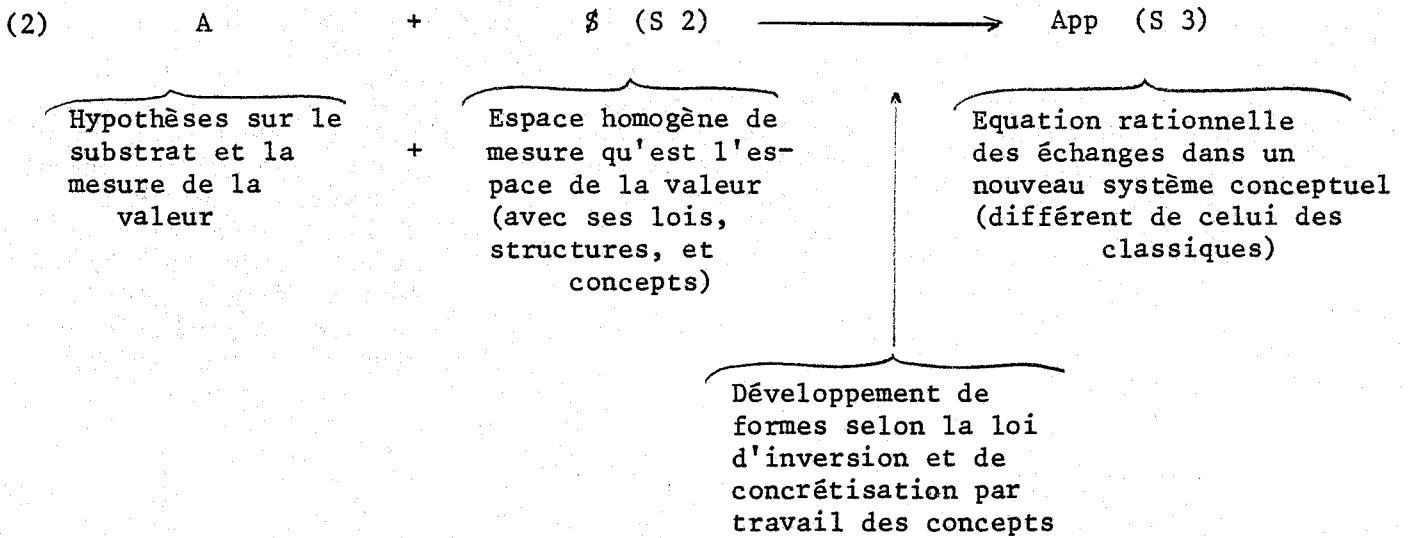 (2) A + $ (S 2) ⟶ App (S 3)
Hypothèses sur le
substrat et la
mesure de la
valeur
+
Espace homogène de
mesure qu'est l'es-
pace de la valeur
(avec ses lois,
structures, et
concepts)
Equation rationnelle
des échanges dans un
nouveau système conceptuel
(différent de celui des
classiques)
Développement de
formes selon la loi
d'inversion et de
concrétisation par
travail des concepts